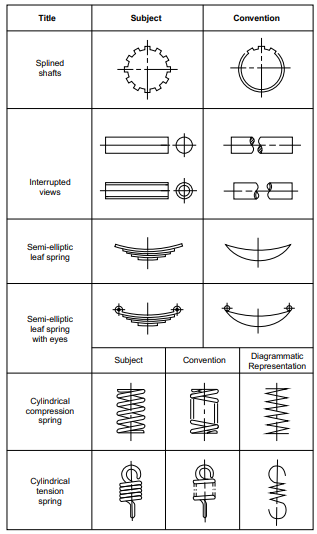 Title Subject Convention
Splined
shafts
Interrupted
views
Semi-elliptic
leaf spring
Semi-elliptic
leaf spring
with eyes
Subject Convention Diagrammatic
Representation
Cylindrical
compression
spring
Cylindrical
tension
spring